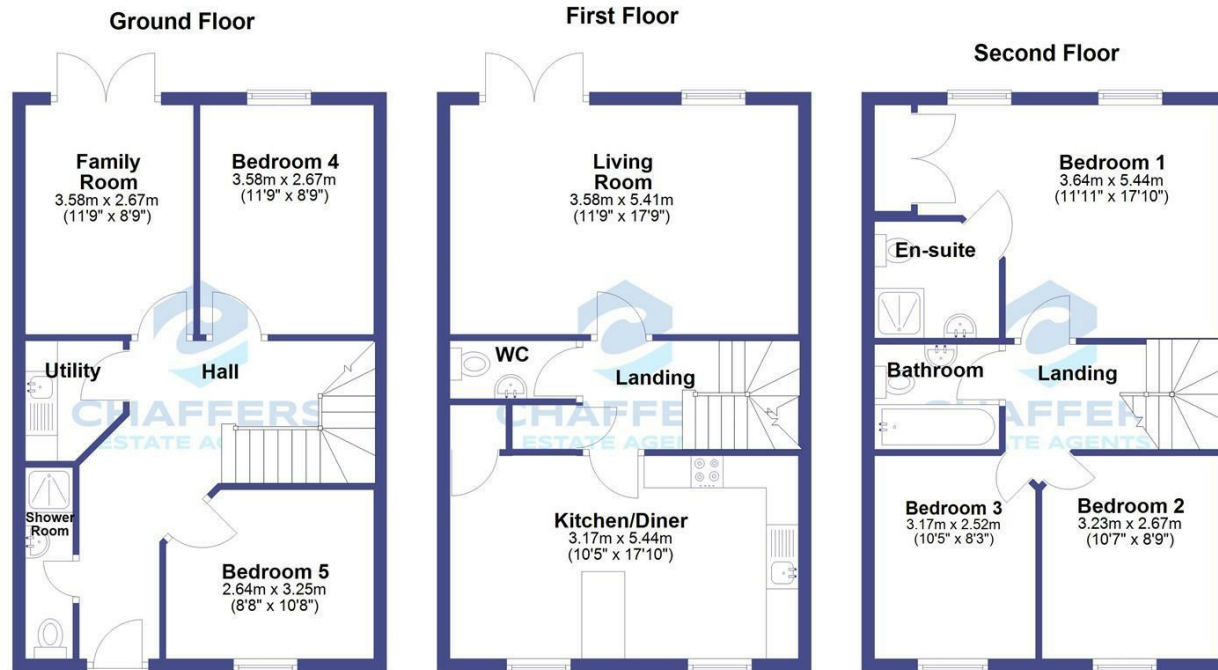 Ground Floor
Family
Room
3.58m x 2.67m
(11'9" x 8'9")
Bedroom 4
3.58m x 2.67m
(11'9" x 8'9")
Utility
Hall
CHAFFERS
ESTATE AGENTS
Shower
Room
Bedroom 5
2.64m x 3.25m
(8'8" x 10'8")
First Floor
Living
Room
3.58m x 5.41m
(11'9" x 17'9")
WC
Landing
CHAFFERS
ESTATE AGENTS
Kitchen/Diner
3.17m x 5.44m
(10'5" x 17'10")
Second Floor
Bedroom 1
3.64m x 5.44m
(11'11" x 17'10")
En-suite
Bathroom
Landing
CHAFFERS
ESTATE AGENTS
Bedroom 3
3.17m x 2.52m
(10'5" x 8'3")
Bedroom 2
3.23m x 2.67m
(10'7" x 8'9")